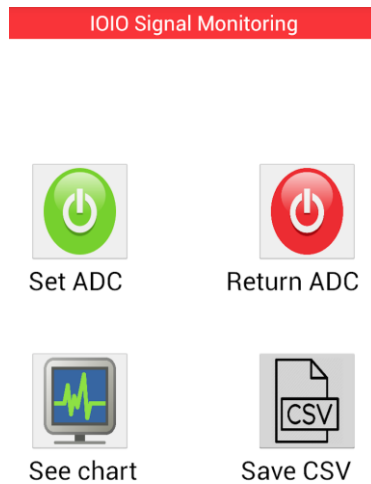 IOIO Signal Monitoring
Set ADC
Return ADC
CSV
See chart
Save CSV